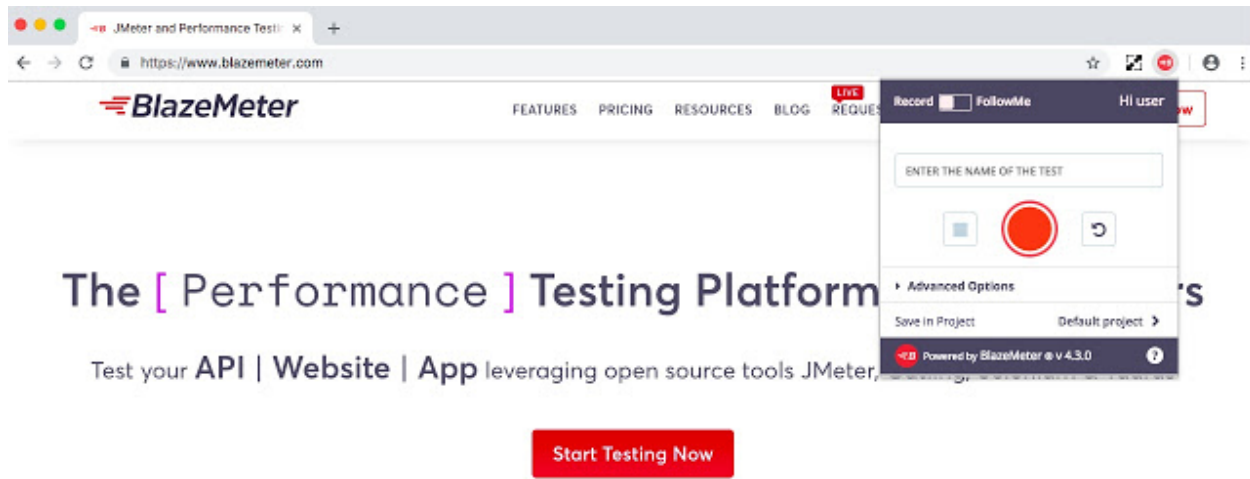 JMeter and Performance Testi
https://www.blazemeter.com
BlazeMeter
FEATURES PRICING RESOURCES BLOG LIVE REQUES
Record FollowMe Hi user
ENTER THE NAME OF THE TEST
The [ Performance ] Testing Platform
Advanced Options
Save in Project Default project
Test your API | Website | App leveraging open source tools JMeter,
Powered by BlazeMeter ® v 4.3.0 ?
Start Testing Now